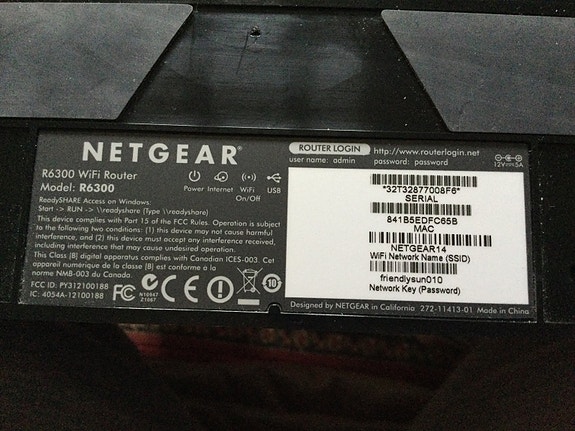 NETGEAR®
R6300 WiFi Router
Model: R6300
Power Internet WiFi On/Off USB
ReadySHARE Access on Windows:
Start -> RUN -> \\readyshare (Type \\readyshare)
This device complies with Part 15 of the FCC Rules. Operation is subject
to the following two conditions: (1) this device may not cause harmful
interference, and (2) this device must accept any interference received,
including interference that may cause undesired operation.
This Class [B] digital apparatus complies with Canadian ICES-003. Cet
appareil numérique de la classe [B] est conforme à la
norme NMB-003 du Canada.
FCC ID: PY312100188
IC: 4054A-12100188
FC N10947
Z1067
CE
10
ROUTER LOGIN http://www.routerlogin.net
user name: admin password: password
12V 5A
*32T32877008F6*
SERIAL
841B5EDFC65B
MAC
NETGEAR14
WiFi Network Name (SSID)
friendlysun010
Network Key (Password)
Designed by NETGEAR in California 272-11413-01 Made in China